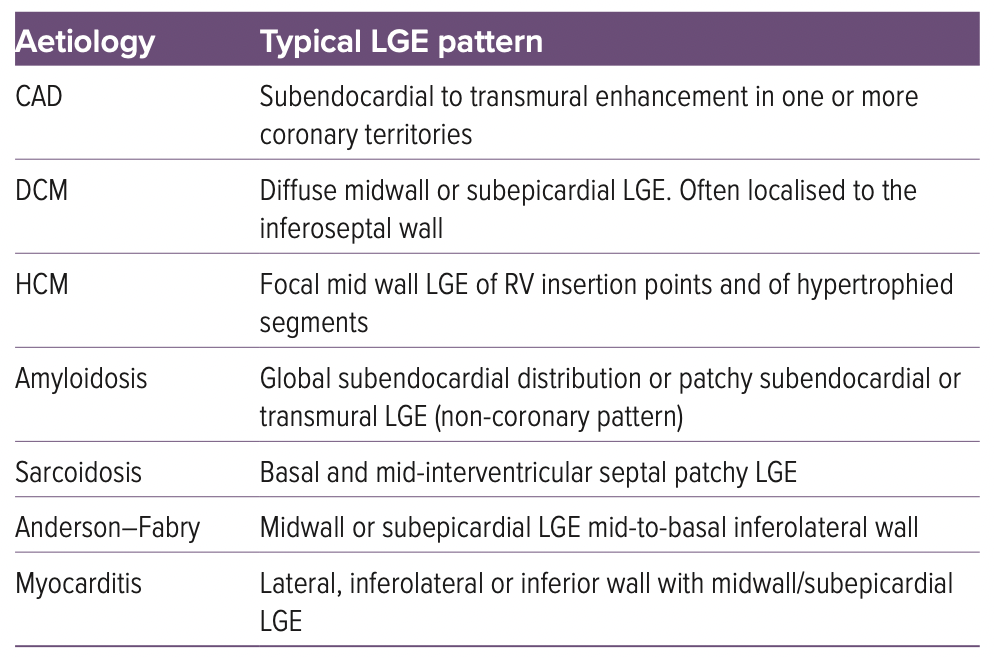 Aetiology Typical LGE pattern
CAD Subendocardial to transmural enhancement in one or more
coronary territories
DCM Diffuse midwall or subepicardial LGE. Often localised to the
inferoseptal wall
HCM Focal mid wall LGE of RV insertion points and of hypertrophied
segments
Amyloidosis Global subendocardial distribution or patchy subendocardial or
transmural LGE (non-coronary pattern)
Sarcoidosis Basal and mid-interventricular septal patchy LGE
Anderson–Fabry Midwall or subepicardial LGE mid-to-basal inferolateral wall
Myocarditis Lateral, inferolateral or inferior wall with midwall/subepicardial
LGE